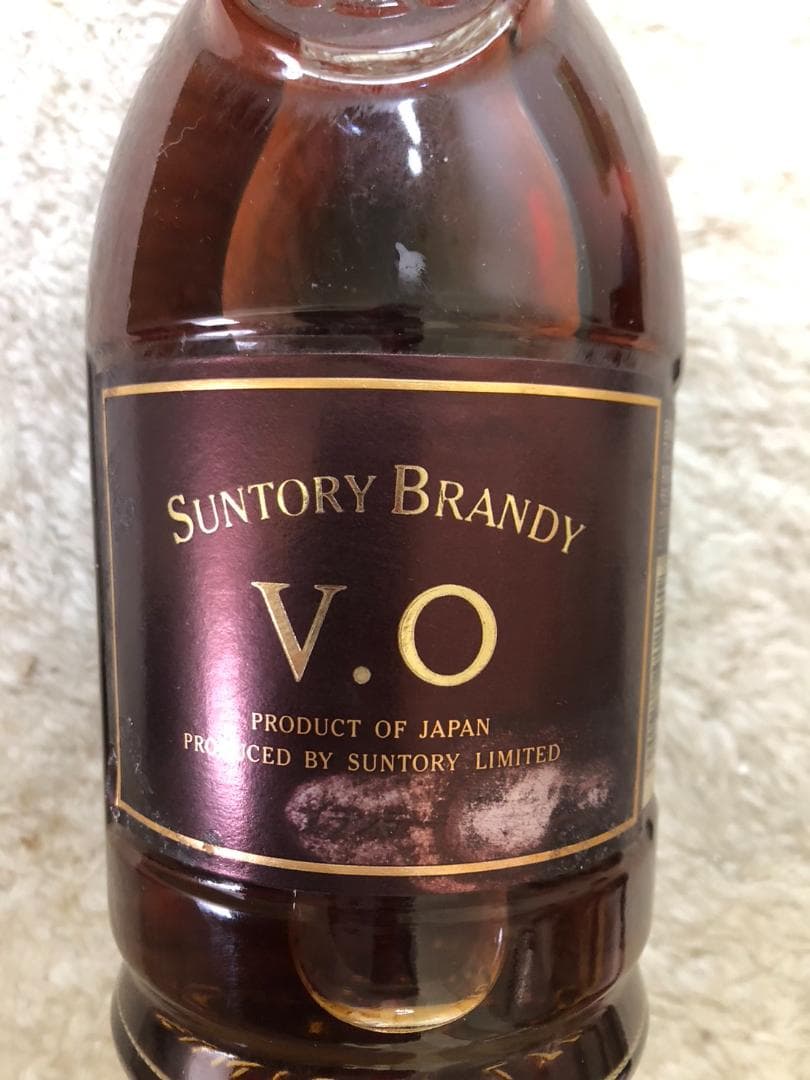 SUNTORY BRANDY
V.O
PRODUCT OF JAPAN
PRODUCED BY SUNTORY LIMITED